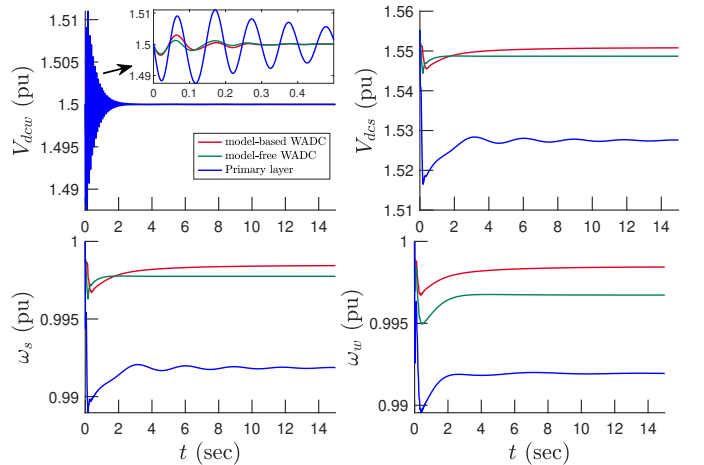 1.51
1.505
1.5
1.495
1.49
V_dcw (pu)
1.51
1.5
1.49
0 0.1 0.2 0.3 0.4
model-based WADC
model-free WADC
Primary layer
0 2 4 6 8 10 12 14
1.56
1.55
1.54
1.53
1.52
1.51
V_dcs (pu)
0 2 4 6 8 10 12 14
1
0.995
0.99
ω_s (pu)
0 2 4 6 8 10 12 14
t (sec)
1
0.995
0.99
ω_w (pu)
0 2 4 6 8 10 12 14
t (sec)